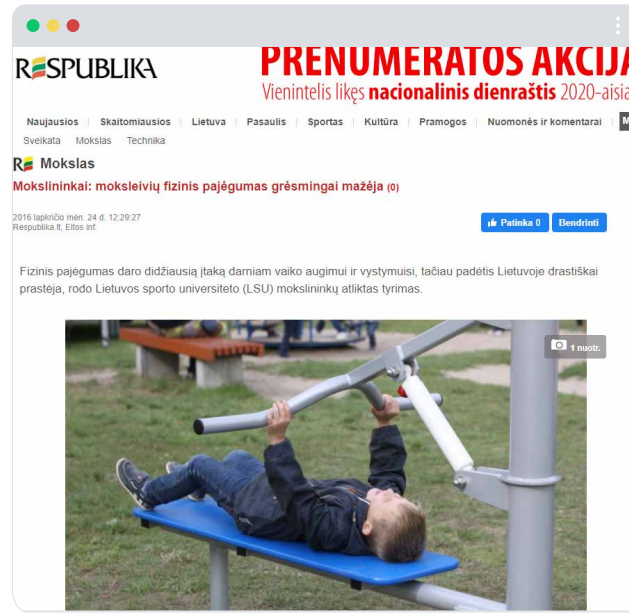 RESPUBLIKA
PRENUMERATOS AKCIJA
Vienintelis likęs nacionalinis dienraštis 2020-aisia
Naujausios Skaitomiausios Lietuva Pasaulis Sportas Kultūra Pramogos Nuomonės ir komentarai M
Sveikata Mokslas Technika
RE Mokslas
Mokslininkai: moksleivių fizinis pajėgumas grėsmingai mažėja (0)
2016 lapkričio mėn. 24 d. 12:29:27
Respublika.lt, Eltos inf.
Patinka 0 Bendrinti
Fizinis pajėgumas daro didžiausią įtaką darniam vaiko augimui ir vystymuisi, tačiau padėtis Lietuvoje drastiškai
prastėja, rodo Lietuvos sporto universiteto (LSU) mokslininkų atliktas tyrimas.
1 nuotr.